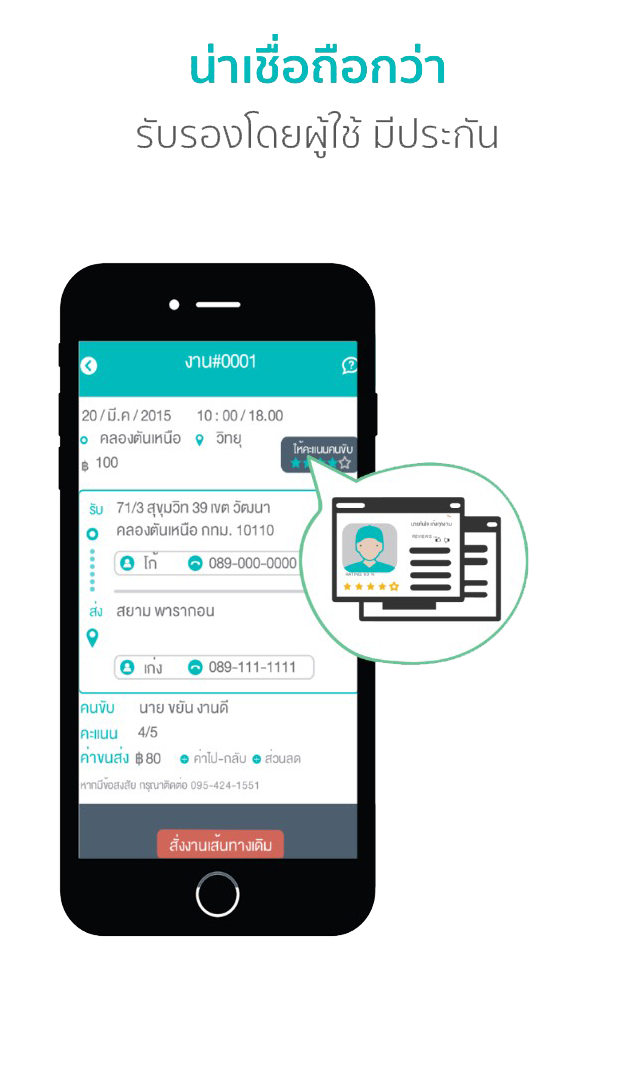 น่าเชื่อถือกว่า
รับรองโดยผู้ใช้ มีประกัน
งาน#0001
20 / มี.ค / 2015 10 : 00 / 18.00
คลองตันเหนือ วิทยุ
฿ 100
ให้คะแนนคนขับ
รับ 71/3 สุขุมวิท 39 เขต วัฒนา
คลองตันเหนือ กทม. 10110
โก้ 089-000-0000
ส่ง สยาม พารากอน
เก่ง 089-111-1111
คนขับ นาย ขยัน งานดี
คะแนน 4/5
ค่าขนส่ง ฿ 80 ค่าไป-กลับ ส่วนลด
หากมีข้อสงสัย กรุณาติดต่อ 095-424-1551
สั่งงานเส้นทางเดิม
REVIEWS